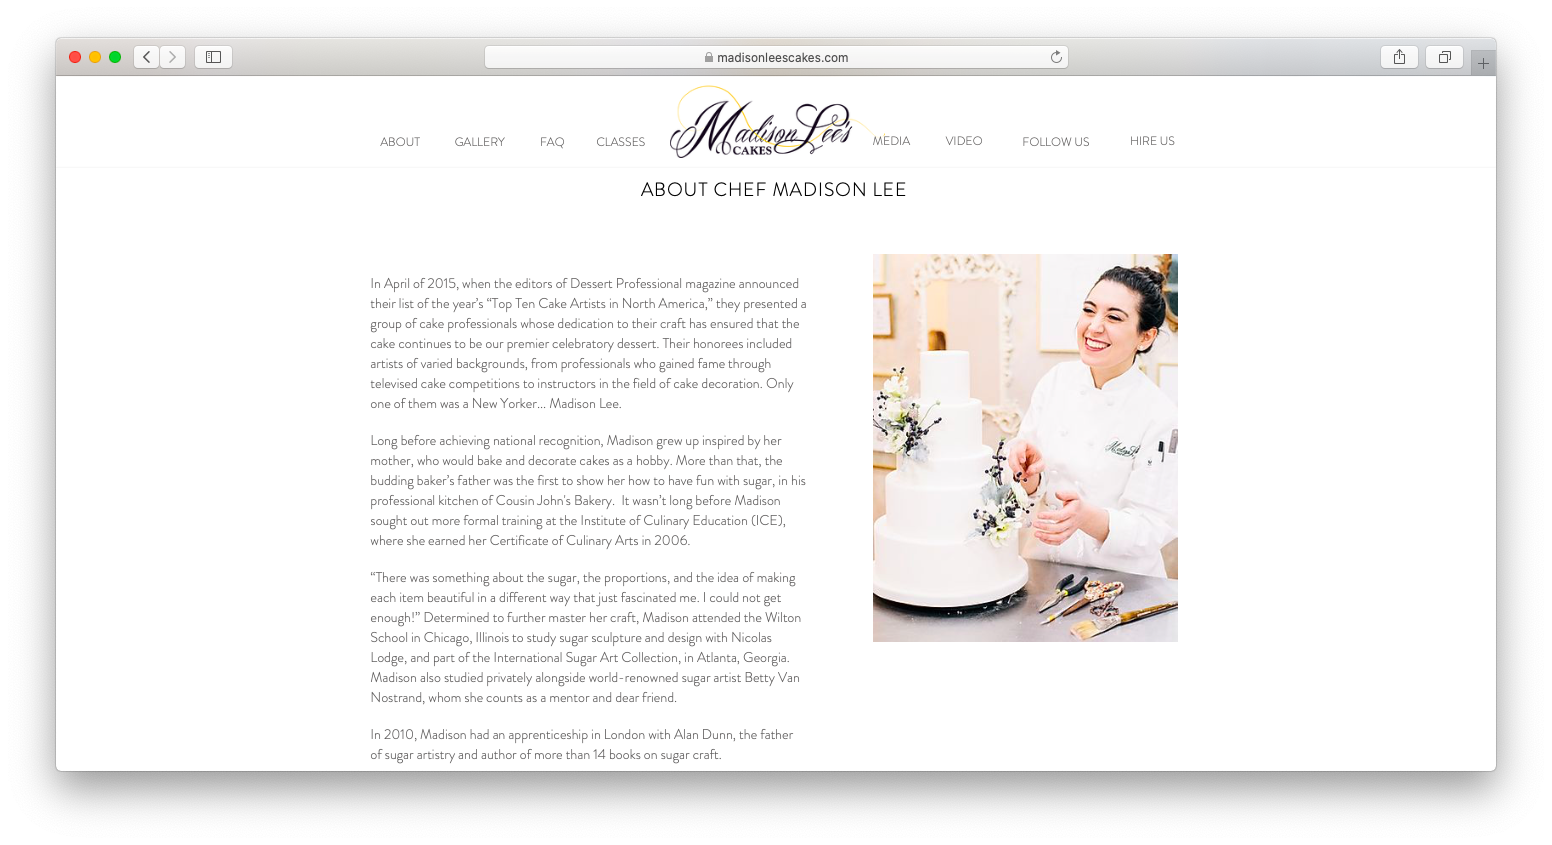 madisonleescakes.com
ABOUT GALLERY FAQ CLASSES Madison Lee's CAKES MEDIA VIDEO FOLLOW US HIRE US
ABOUT CHEF MADISON LEE
In April of 2015, when the editors of Dessert Professional magazine announced
their list of the year’s “Top Ten Cake Artists in North America,” they presented a
group of cake professionals whose dedication to their craft has ensured that the
cake continues to be our premier celebratory dessert. Their honorees included
artists of varied backgrounds, from professionals who gained fame through
televised cake competitions to instructors in the field of cake decoration. Only
one of them was a New Yorker... Madison Lee.
Long before achieving national recognition, Madison grew up inspired by her
mother, who would bake and decorate cakes as a hobby. More than that, the
budding baker’s father was the first to show her how to have fun with sugar, in his
professional kitchen of Cousin John's Bakery.  It wasn’t long before Madison
sought out more formal training at the Institute of Culinary Education (ICE),
where she earned her Certificate of Culinary Arts in 2006.
“There was something about the sugar, the proportions, and the idea of making
each item beautiful in a different way that just fascinated me. I could not get
enough!” Determined to further master her craft, Madison attended the Wilton
School in Chicago, Illinois to study sugar sculpture and design with Nicolas
Lodge, and part of the International Sugar Art Collection, in Atlanta, Georgia.
Madison also studied privately alongside world-renowned sugar artist Betty Van
Nostrand, whom she counts as a mentor and dear friend.
In 2010, Madison had an apprenticeship in London with Alan Dunn, the father
of sugar artistry and author of more than 14 books on sugar craft.